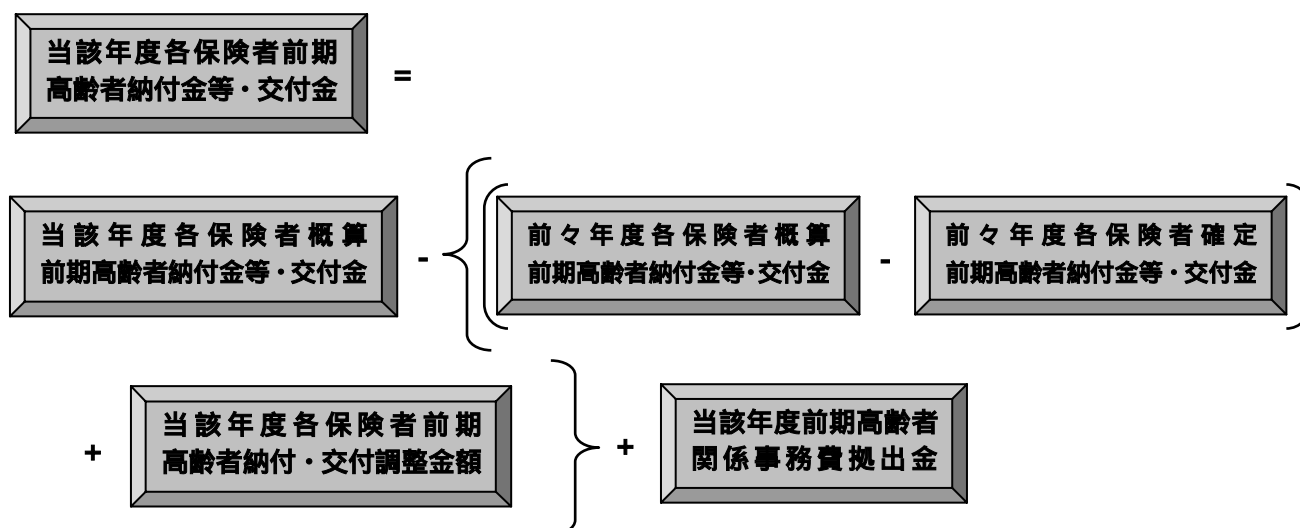 当該年度各保険者前期
高齢者納付金等・交付金
=
当該年度各保険者概算
前期高齢者納付金等・交付金
-
前々年度各保険者概算
前期高齢者納付金等・交付金
-
前々年度各保険者確定
前期高齢者納付金等・交付金
+
当該年度各保険者前期
高齢者納付・交付調整金額
+
当該年度前期高齢者
関係事務費拠出金